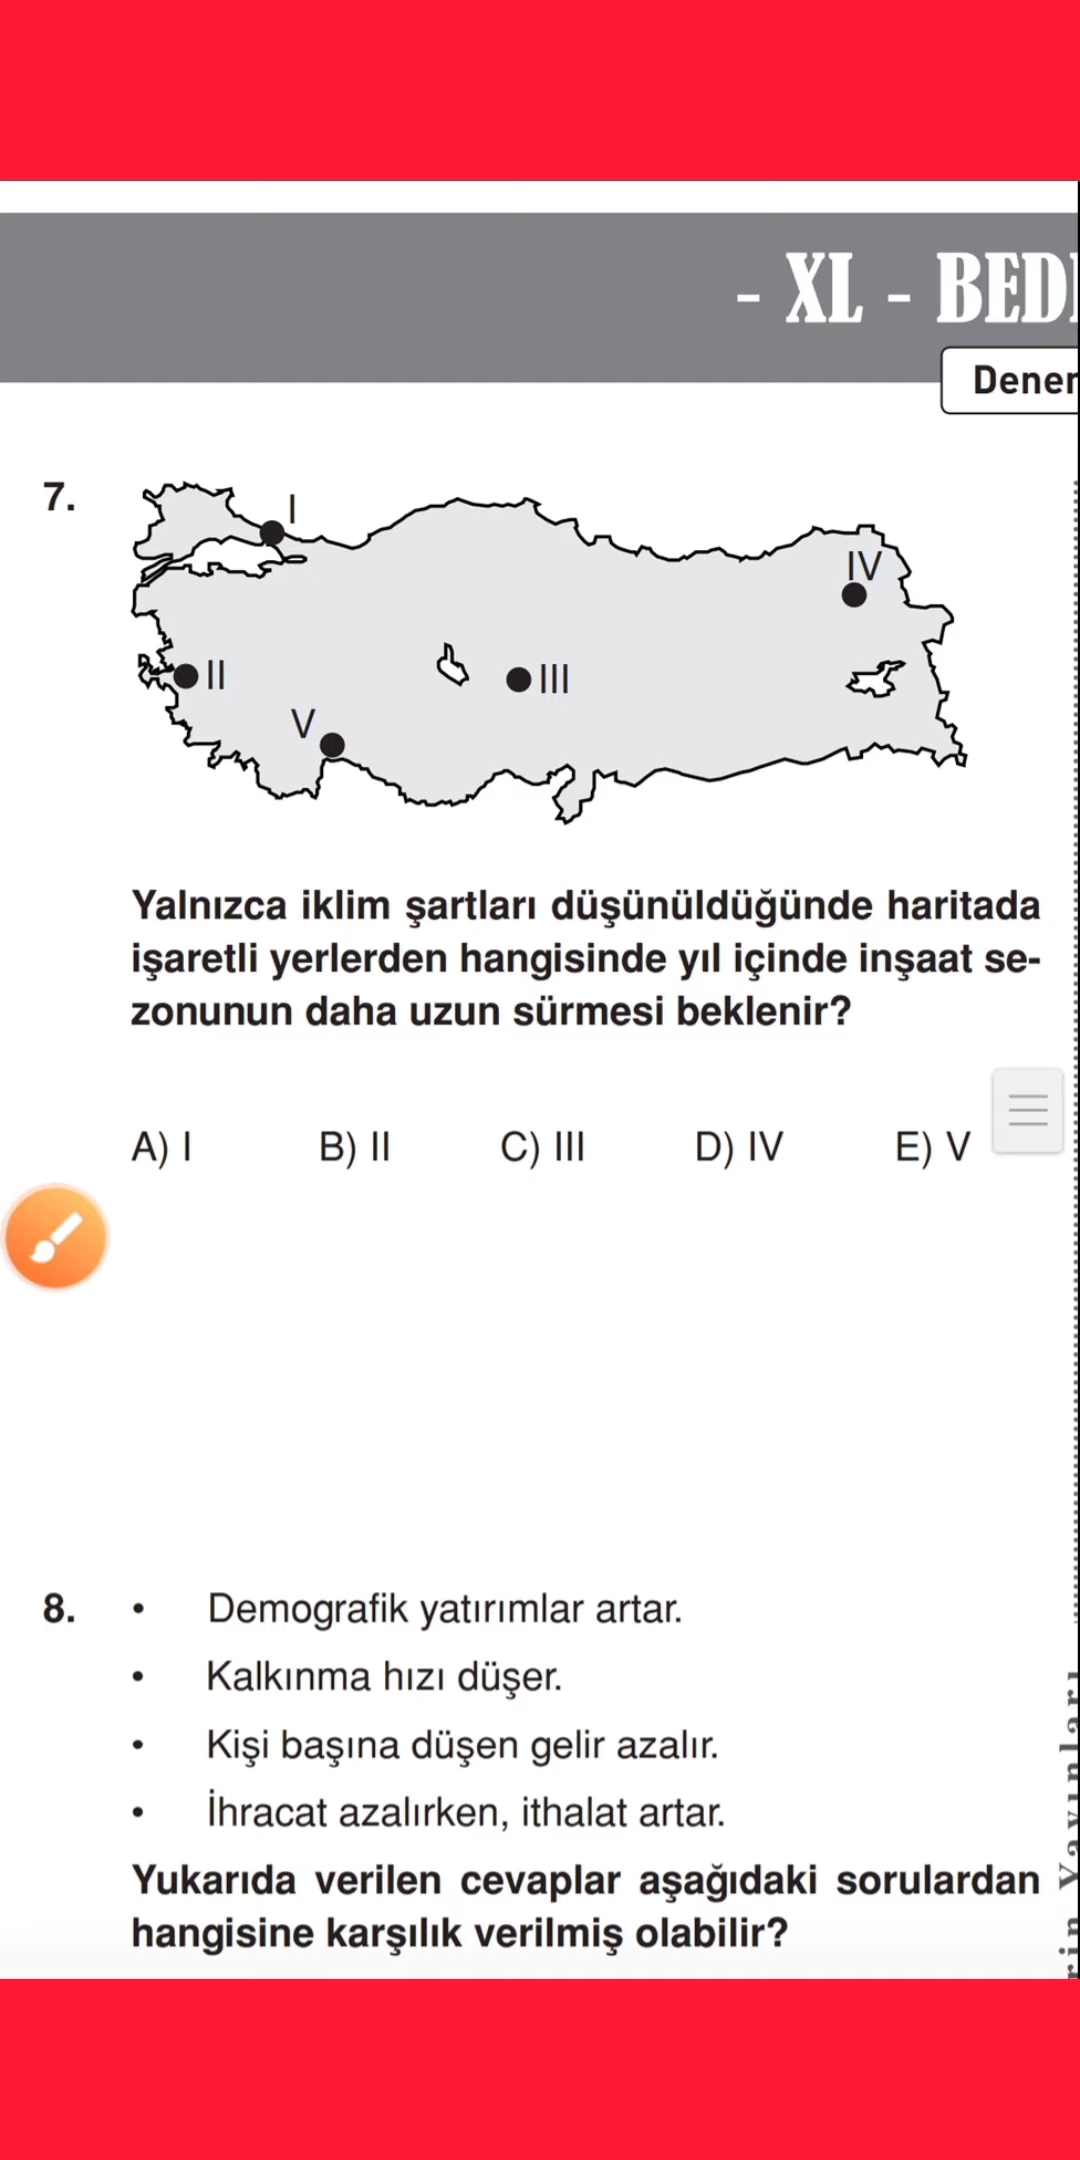 - XL -
7.
I
IV
II
III
V
Yalnızca iklim şartları düşünüldüğünde haritada
işaretli yerlerden hangisinde yıl içinde inşaat se-
zonunun daha uzun sürmesi beklenir?
A) I B) II C) III D) IV E) V
8. • Demografik yatırımlar artar.
• Kalkınma hızı düşer.
• Kişi başına düşen gelir azalır.
• İhracat azalırken, ithalat artar.
Yukarıda verilen cevaplar aşağıdaki sorulardan
hangisine karşılık verilmiş olabilir?